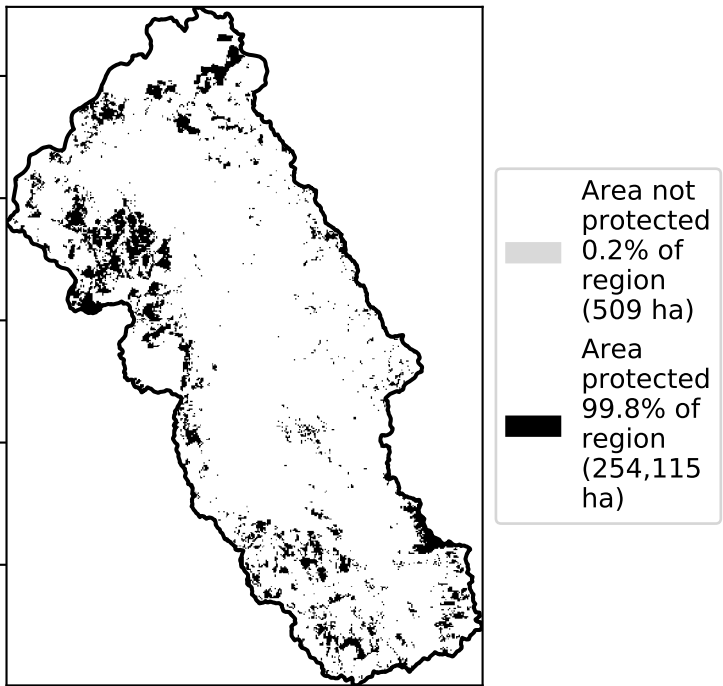 Area not
protected
0.2% of
region
(509 ha)
Area
protected
99.8% of
region
(254,115
ha)